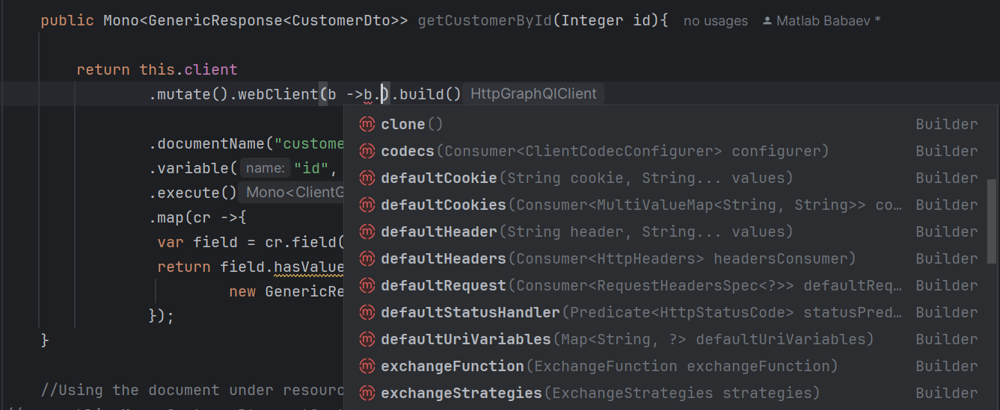 public Mono<GenericResponse<CustomerDto>> getCustomerById(Integer id){ no usages Matlab Babaev *
return this.client
.mutate().webClient(b ->b.).build() HttpGraphQlClient
.documentName("custome
.variable( name: "id",
.execute() Mono<ClientG
.map(cr ->{
var field = cr.field(
return field.hasValue
new GenericRe
});
}
//Using the document under resour
clone() Builder
codecs(Consumer<ClientCodecConfigurer> configurer) Builder
defaultCookie(String cookie, String... values) Builder
defaultCookies(Consumer<MultiValueMap<String, String>> co... Builder
defaultHeader(String header, String... values) Builder
defaultHeaders(Consumer<HttpHeaders> headersConsumer) Builder
defaultRequest(Consumer<RequestHeadersSpec<?>> defaultReq... Builder
defaultStatusHandler(Predicate<HttpStatusCode> statusPred... Builder
defaultUriVariables(Map<String, ?> defaultUriVariables) Builder
exchangeFunction(ExchangeFunction exchangeFunction) Builder
exchangeStrategies(ExchangeStrategies strategies) Builder